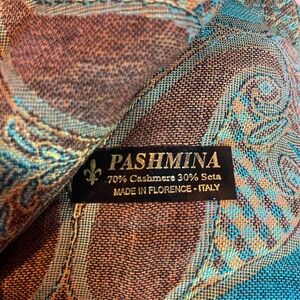 PASHMINA
70% Cashmere 30% Seta
MADE IN FLORENCE - ITALY